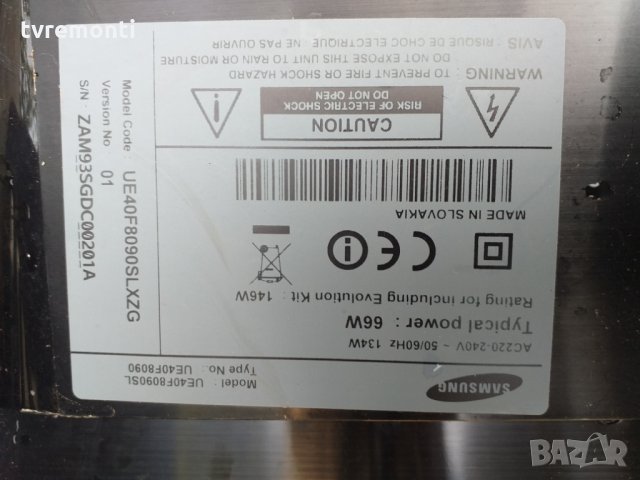 tvremonti
SAMSUNG
Model : UE40F8090SL
Type No.: UE40F8090
AC220-240V ~ 50/60Hz 134W
Typical power : 66W
Rating for including Evolution Kit : 146W
MADE IN SLOVAKIA
CAUTION
RISK OF ELECTRIC SHOCK
DO NOT OPEN
WARNING : TO PREVENT FIRE OR SHOCK HAZARD
DO NOT EXPOSE THIS UNIT TO RAIN OR MOISTURE
AVIS : RISQUE DE CHOC ELECTRIQUE : NE PAS OUVRIR
Model Code : UE40F8090SLXZG
Version No : 01
S/N : ZAM93SGDC00201A
BAZAR